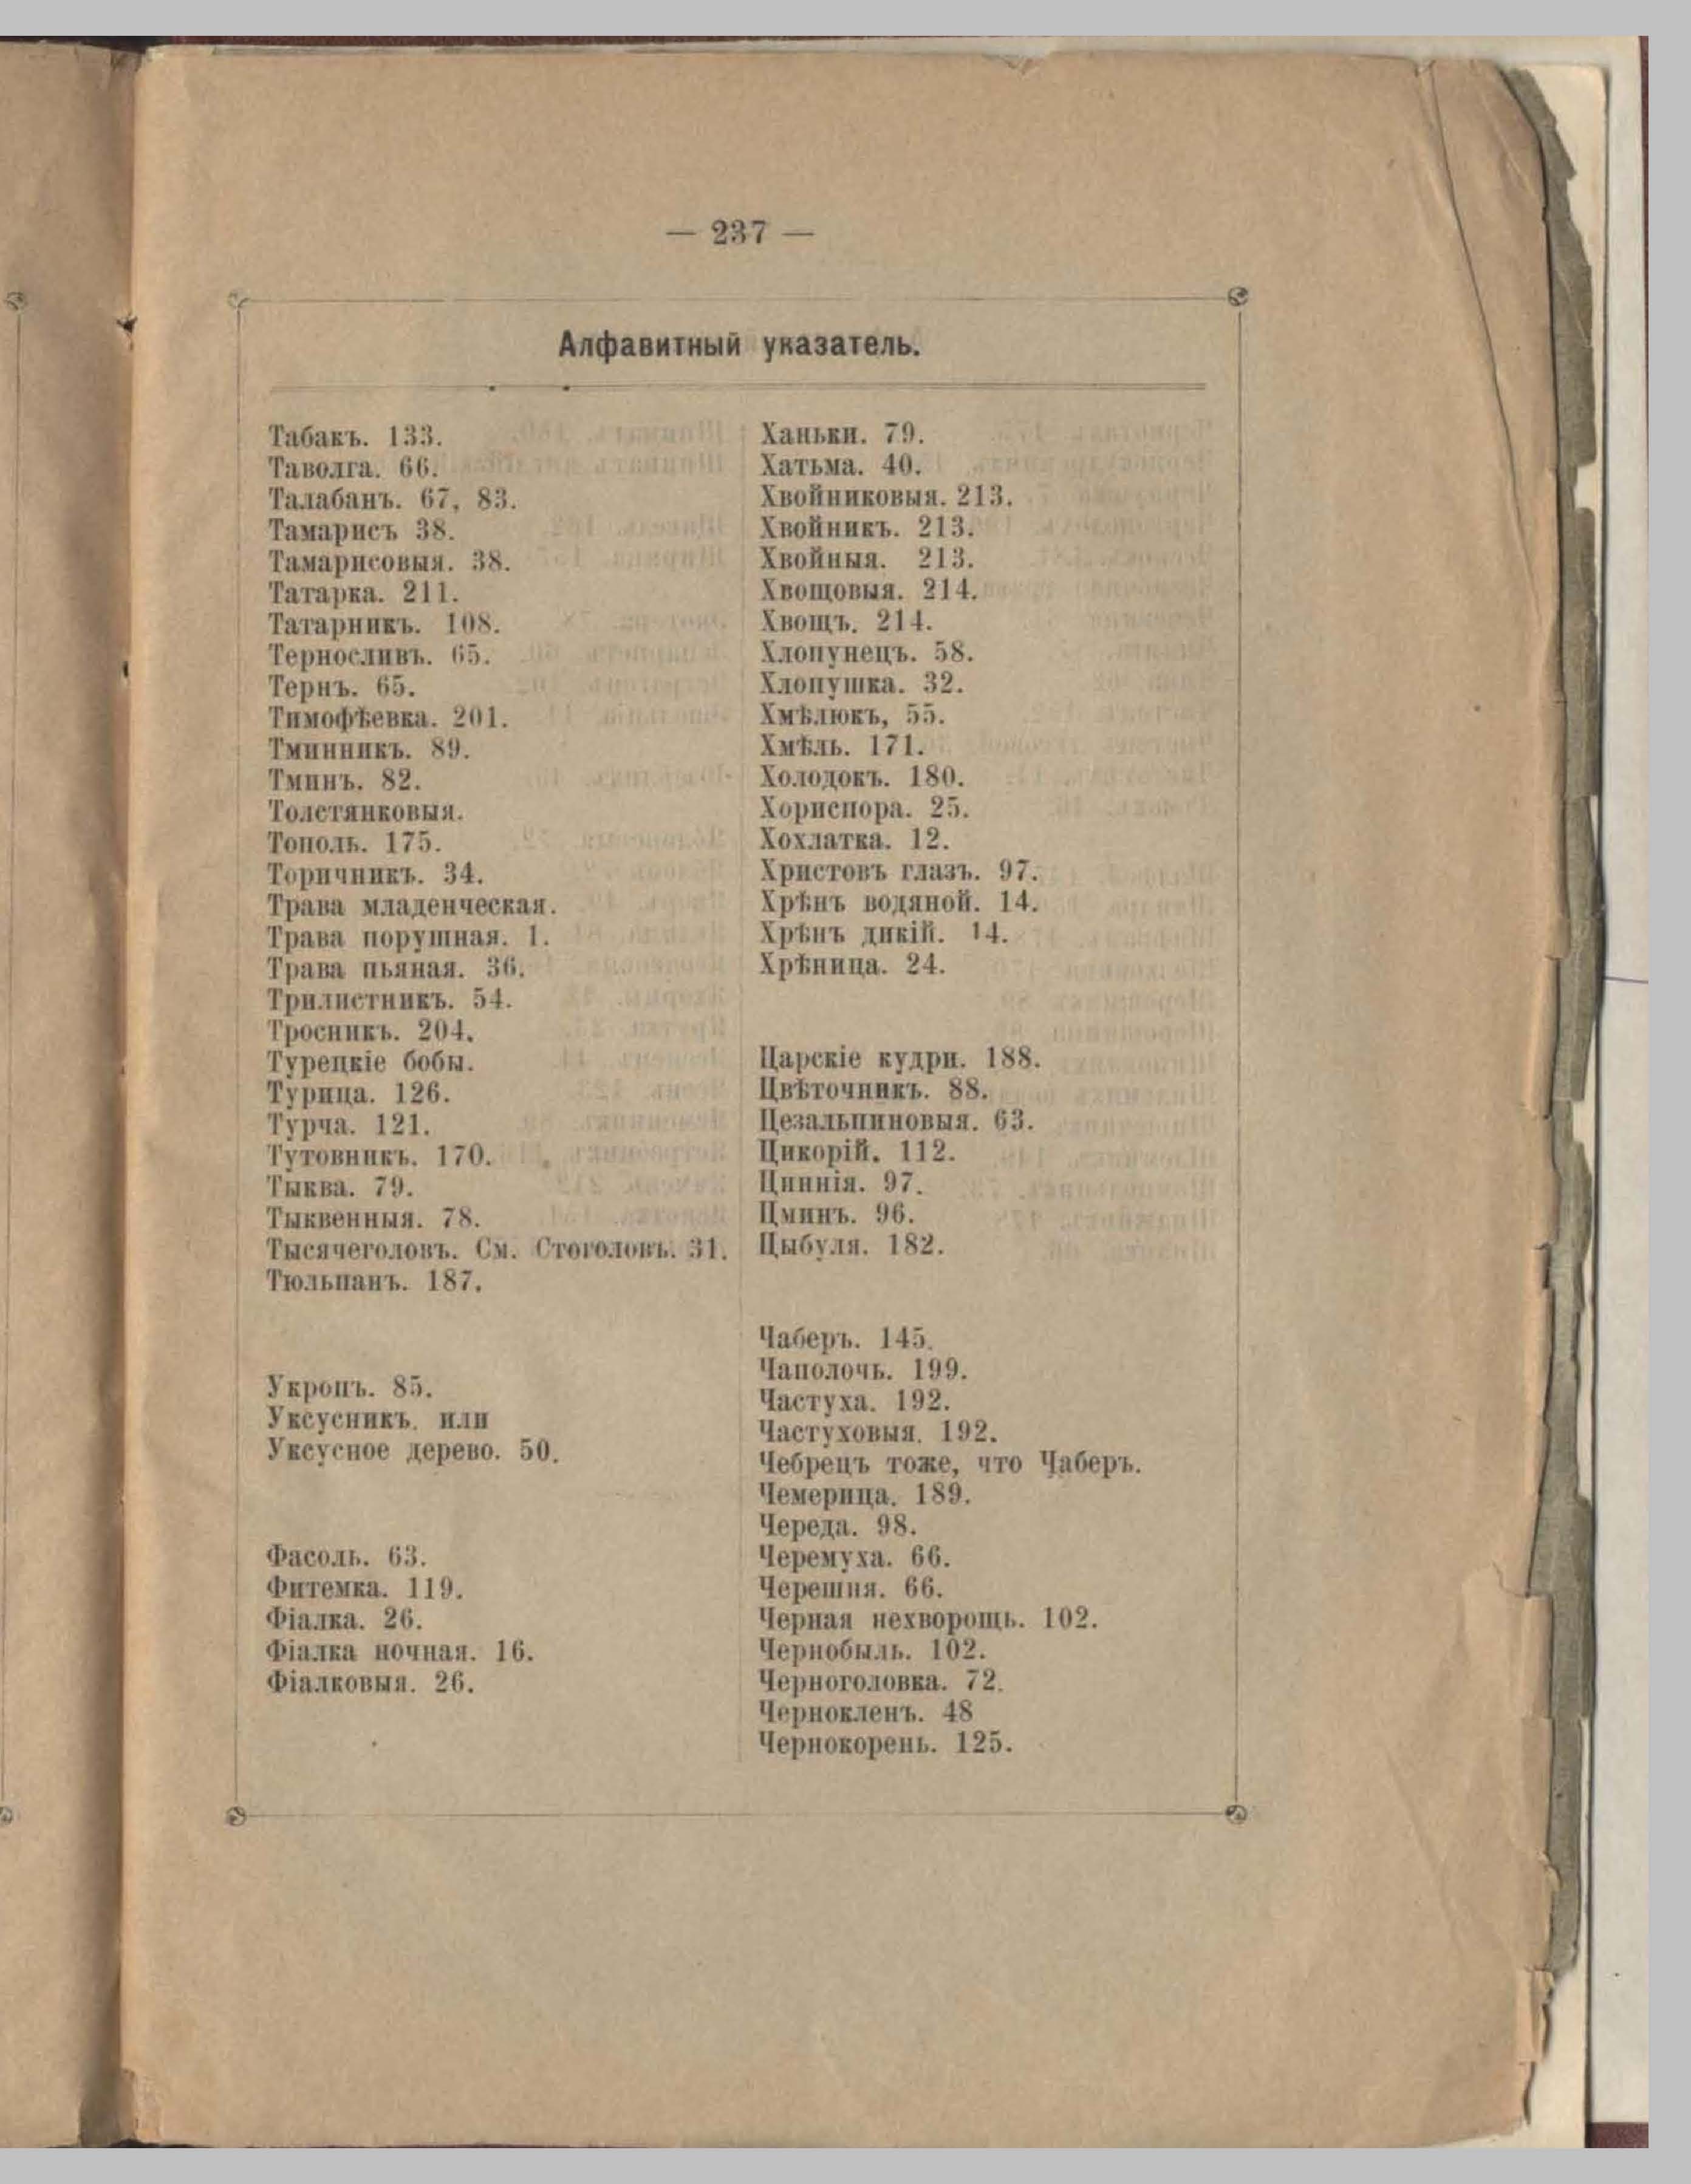 — 237 —
Алфавитный указатель.
Табакъ. 133.
Таволга. 66.
Талабанъ. 67, 83.
Тамарисъ 38.
Тамарисовыя. 38.
Татарка. 211.
Татарникъ. 108.
Терносливъ. 65.
Тернъ. 65.
Тимофѣевка. 201.
Тминникъ. 89.
Тминъ. 82.
Толстянковыя.
Тополь. 175.
Торичникъ. 34.
Трава младенческая.
Трава порушная. 1.
Трава пьяная. 36.
Трилистникъ. 54.
Тросникъ. 204.
Турецкіе бобы.
Турица. 126.
Турча. 121.
Тутовникъ. 170.
Тыква. 79.
Тыквенныя. 78.
Тысячеголовъ. См. Стоголовъ. 31.
Тюльпанъ. 187.
Укропъ. 85.
Уксусникъ. или
Уксусное дерево. 50.
Фасоль. 63.
Фитемка. 119.
Фіалка. 26.
Фіалка ночная. 16.
Фіалковыя. 26.
Ханьки. 79.
Хатьма. 40.
Хвойниковыя. 213.
Хвойникъ. 213.
Хвойныя. 213.
Хвощовыя. 214.
Хвощъ. 214.
Хлопунецъ. 58.
Хлопушка. 32.
Хмѣлюкъ, 55.
Хмѣль. 171.
Холодокъ. 180.
Хориспора. 25.
Хохлатка. 12.
Христовъ глазъ. 97.
Хрѣнъ водяной. 14.
Хрѣнъ дикій. 14.
Хрѣница. 24.
Царскіе кудри. 188.
Цвѣточникъ. 88.
Цезальпиновыя. 63.
Цикорій. 112.
Циннія. 97.
Цминъ. 96.
Цыбуля. 182.
Чаберъ. 145.
Чаполочь. 199.
Частуха. 192.
Частуховыя. 192.
Чебрецъ тоже, что Чаберъ.
Чемерица. 189.
Череда. 98.
Черемуха. 66.
Черешня. 66.
Черная нехворощь. 102.
Чернобыль. 102.
Черноголовка. 72.
Чернокленъ. 48
Чернокорень. 125.